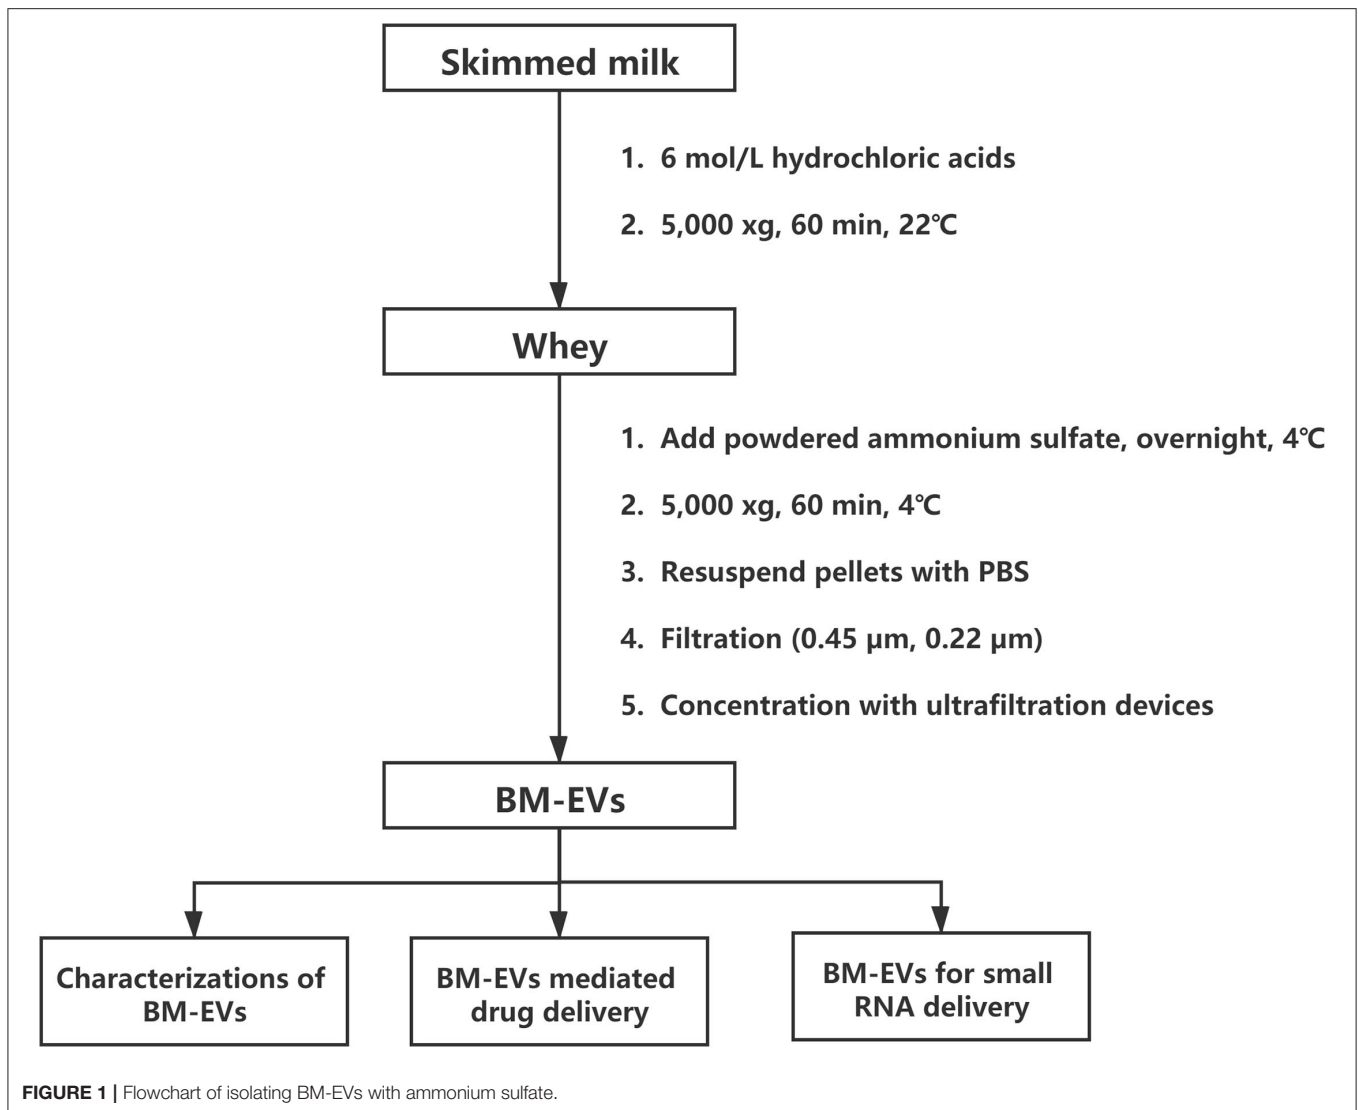 Skimmed milk
1. 6 mol/L hydrochloric acids
2. 5,000 xg, 60 min, 22℃
Whey
1. Add powdered ammonium sulfate, overnight, 4℃
2. 5,000 xg, 60 min, 4℃
3. Resuspend pellets with PBS
4. Filtration (0.45 μm, 0.22 μm)
5. Concentration with ultrafiltration devices
BM-EVs
Characterizations of
BM-EVs
BM-EVs mediated
drug delivery
BM-EVs for small
RNA delivery
FIGURE 1 | Flowchart of isolating BM-EVs with ammonium sulfate.